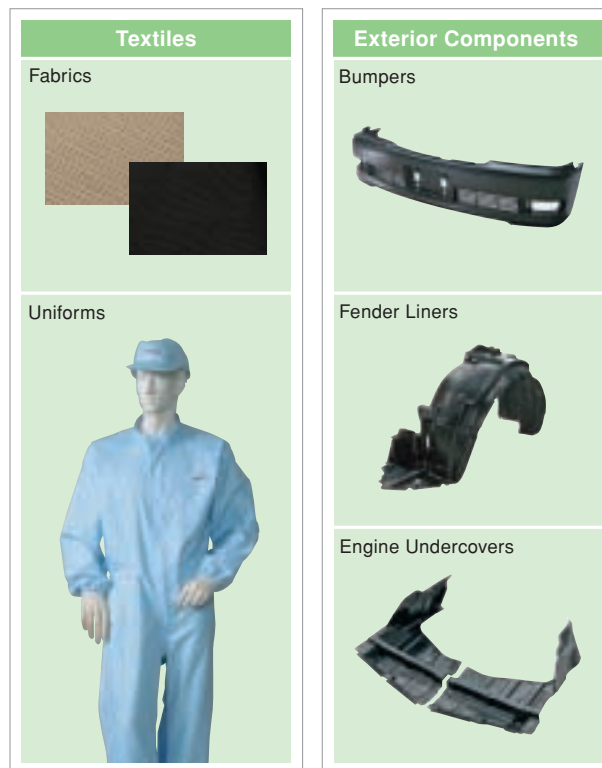 Textiles
Fabrics
Uniforms
Exterior Components
Bumpers
Fender Liners
Engine Undercovers